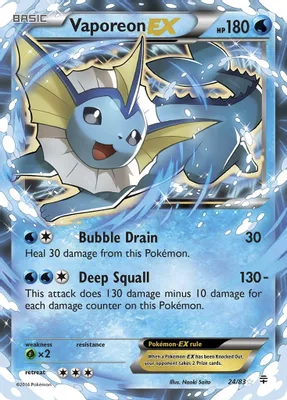 BASIC
Vaporeon EX HP180
Bubble Drain 30
Heal 30 damage from this Pokémon.
Deep Squall 130-
This attack does 130 damage minus 10 damage for
each damage counter on this Pokémon.
weakness resistance
×2
retreat
Pokémon-EX rule
When a Pokémon-EX has been Knocked Out,
your opponent takes 2 Prize cards.
©2016 Pokémon
Illus. Naoki Saito
24/83